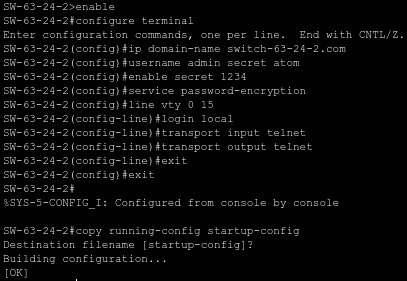 SW-63-24-2>enable
SW-63-24-2#configure terminal
Enter configuration commands, one per line.  End with CNTL/Z.
SW-63-24-2(config)#ip domain-name switch-63-24-2.com
SW-63-24-2(config)#username admin secret atom
SW-63-24-2(config)#enable secret 1234
SW-63-24-2(config)#service password-encryption
SW-63-24-2(config)#line vty 0 15
SW-63-24-2(config-line)#login local
SW-63-24-2(config-line)#transport input telnet
SW-63-24-2(config-line)#transport output telnet
SW-63-24-2(config-line)#exit
SW-63-24-2(config)#exit
SW-63-24-2#
%SYS-5-CONFIG_I: Configured from console by console
SW-63-24-2#copy running-config startup-config
Destination filename [startup-config]?
Building configuration...
[OK]